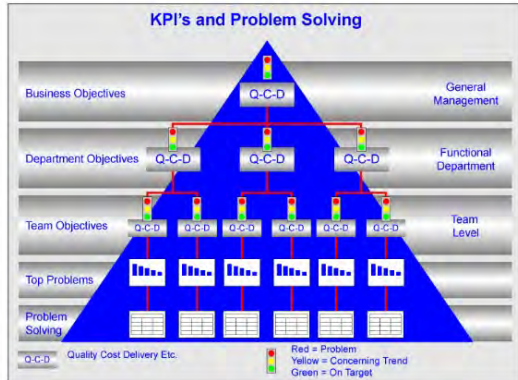 KPI's and Problem Solving
Business Objectives
Q-C-D
General
Management
Department Objectives
Q-C-D
Q-C-D
Q-C-D
Functional
Department
Team Objectives
Q-C-D
Q-C-D
Q-C-D
Q-C-D
Q-C-D
Q-C-D
Team
Level
Top Problems
Problem
Solving
Q-C-D
Quality Cost Delivery Etc.
Red = Problem
Yellow = Concerning Trend
Green = On Target